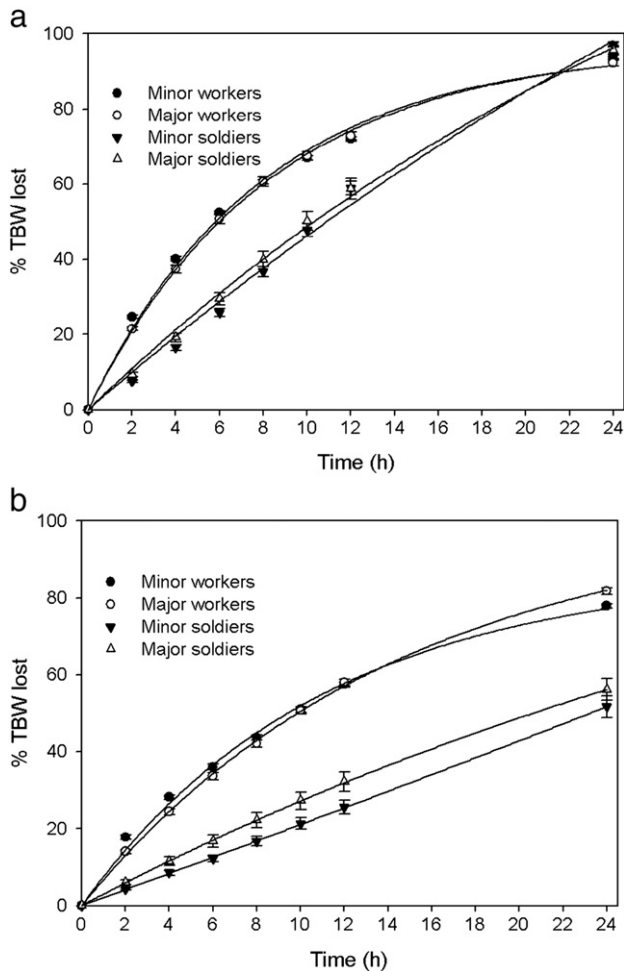 a
100
80
60
40
20
0
% TBW lost
Minor workers
Major workers
Minor soldiers
Major soldiers
0 2 4 6 8 10 12 14 16 18 20 22 24
Time (h)
b
100
80
60
40
20
0
% TBW lost
Minor workers
Major workers
Minor soldiers
Major soldiers
0 2 4 6 8 10 12 14 16 18 20 22 24
Time (h)